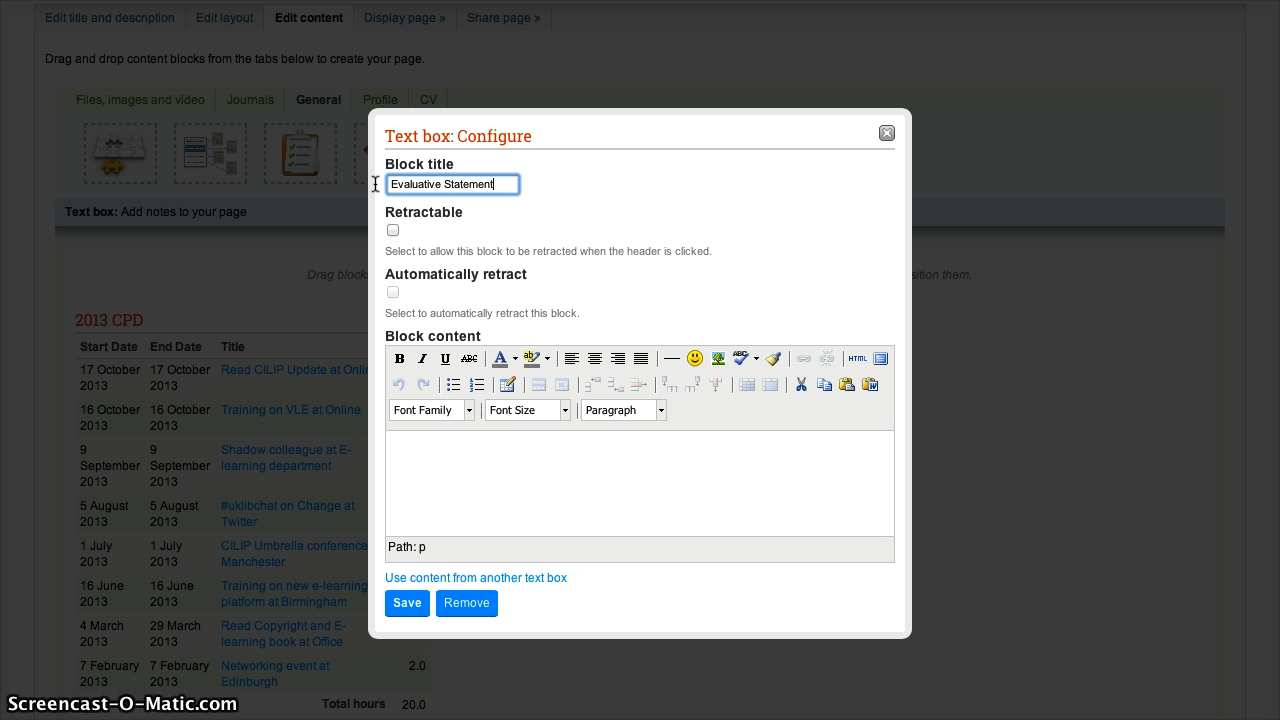 Edit title and description Edit layout Edit content Display page » Share page »
Drag and drop content blocks from the tabs below to create your page.
Files, images and video Journals General Profile CV
Text box: Configure
Block title
Evaluative Statement
Text box: Add notes to your page
Retractable
Select to allow this block to be retracted when the header is clicked.
Drag block
sition them.
Automatically retract
Select to automatically retract this block.
Block content
B I U ABC A ab ABC HTML
Font Family Font Size Paragraph
Path: p
Use content from another text box
Save Remove
2013 CPD
Start Date End Date Title
17 October 2013 17 October 2013 Read CILIP Update at Onli
16 October 2013 16 October 2013 Training on VLE at Online
9 September 2013 9 September 2013 Shadow colleague at E-learning department
5 August 2013 5 August 2013 #uklibchat on Change at Twitter
1 July 2013 1 July 2013 CILIP Umbrella conference Manchester
16 June 2013 16 June 2013 Training on new e-learning platform at Birmingham
4 March 2013 29 March 2013 Read Copyright and E-learning book at Office
7 February 2013 7 February 2013 Networking event at Edinburgh 2.0
Total hours 20.0
Screencast-O-Matic.com